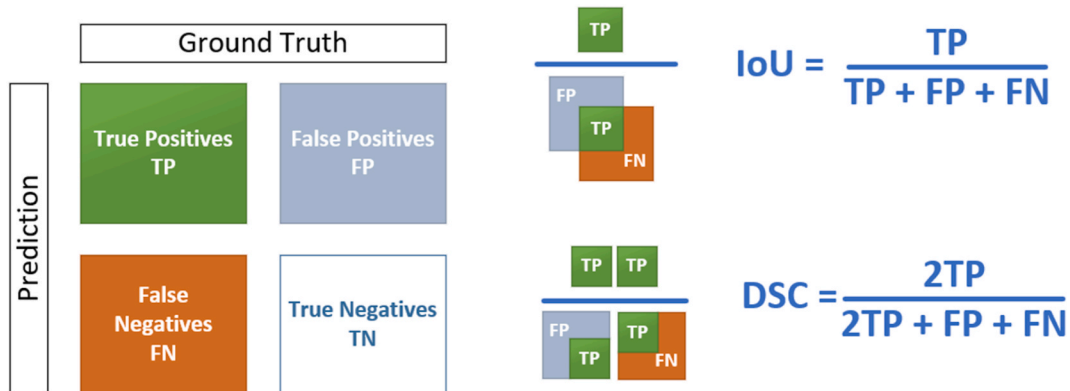 Ground Truth
Prediction
True Positives
TP
False Positives
FP
False
Negatives
FN
True Negatives
TN
TP
FP
TP
FN
IoU = TP
TP + FP + FN
TP TP
FP
TP
TP
FN
DSC = 2TP
2TP + FP + FN